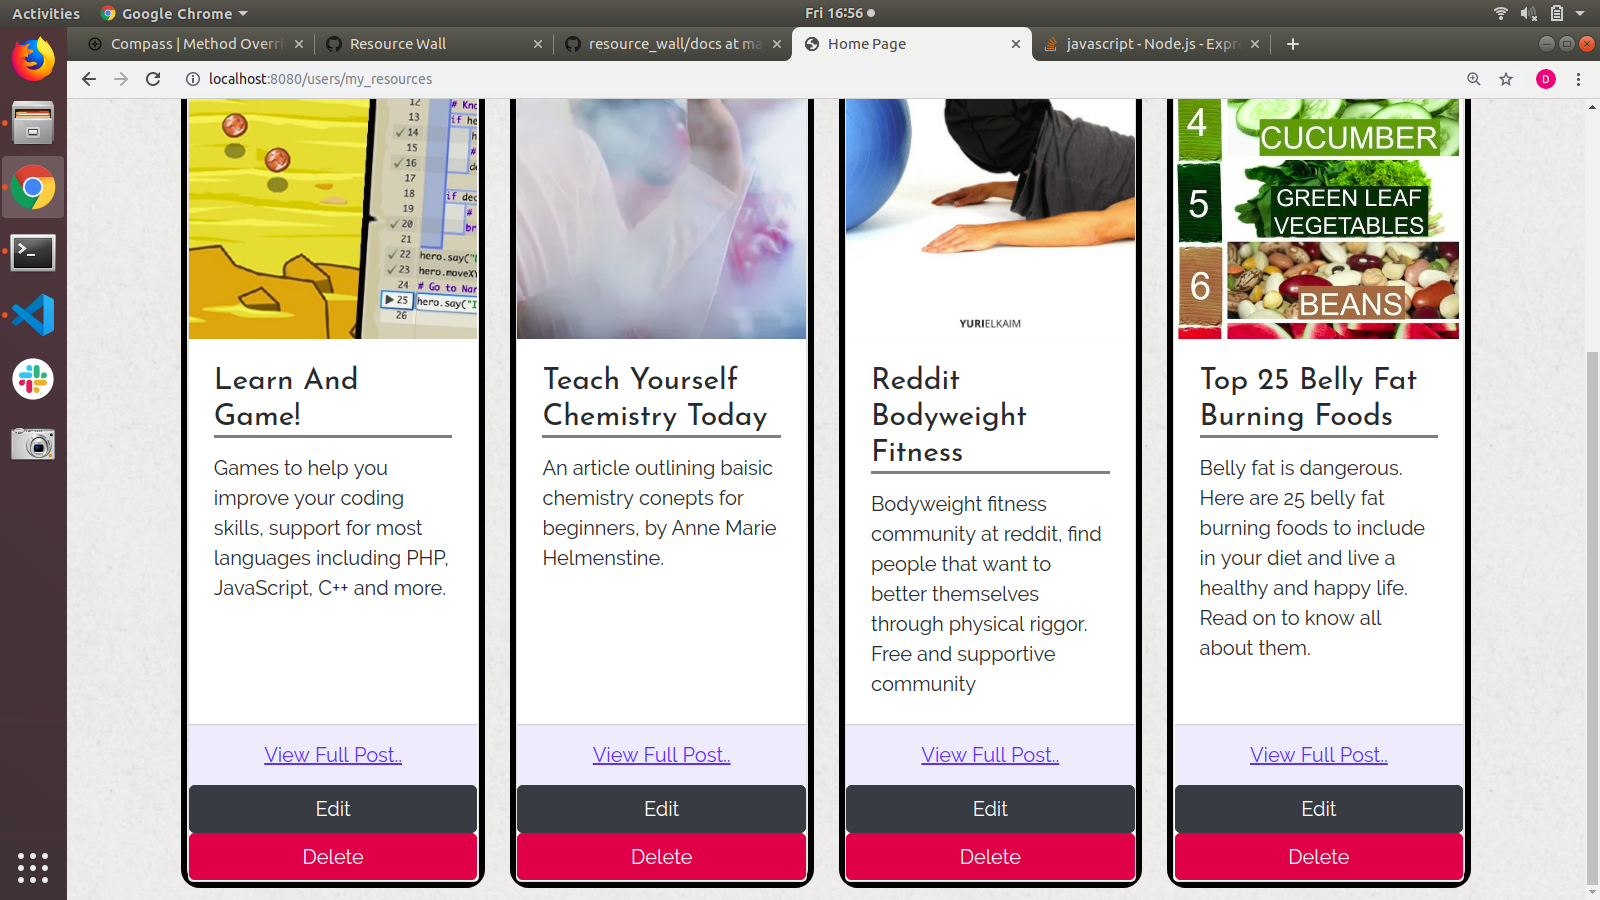 Activities
Google Chrome
Fri 16:56
Compass | Method Overri
Resource Wall
resource_wall/docs at ma
Home Page
javascript - Node.js - Expr
localhost:8080/users/my_resources
D
12
13
14
15
16
17
18
19
20
21
22
23
24
25
26
# Kno
if he
h
#
de
if dec
#
br
hero.say("
hero.moveXY
# Go to Nar
hero.say("I
YURIELKAIM
4
CUCUMBER
5
GREEN LEAF
VEGETABLES
6
BEANS
Learn And
Game!
Games to help you
improve your coding
skills, support for most
languages including PHP,
JavaScript, C++ and more.
View Full Post..
Edit
Delete
Teach Yourself
Chemistry Today
An article outlining baisic
chemistry conepts for
beginners, by Anne Marie
Helmenstine.
View Full Post..
Edit
Delete
Reddit
Bodyweight
Fitness
Bodyweight fitness
community at reddit, find
people that want to
better themselves
through physical riggor.
Free and supportive
community
View Full Post..
Edit
Delete
Top 25 Belly Fat
Burning Foods
Belly fat is dangerous.
Here are 25 belly fat
burning foods to include
in your diet and live a
healthy and happy life.
Read on to know all
about them.
View Full Post..
Edit
Delete